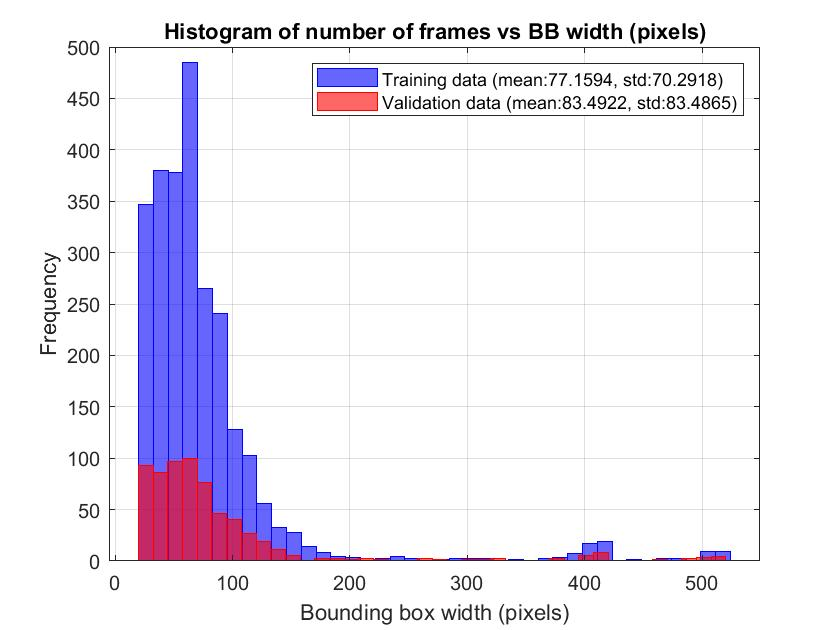 Histogram of number of frames vs BB width (pixels)
Training data (mean:77.1594, std:70.2918)
Validation data (mean:83.4922, std:83.4865)
500
450
400
350
300
250
200
150
100
50
0
Frequency
0 100 200 300 400 500
Bounding box width (pixels)